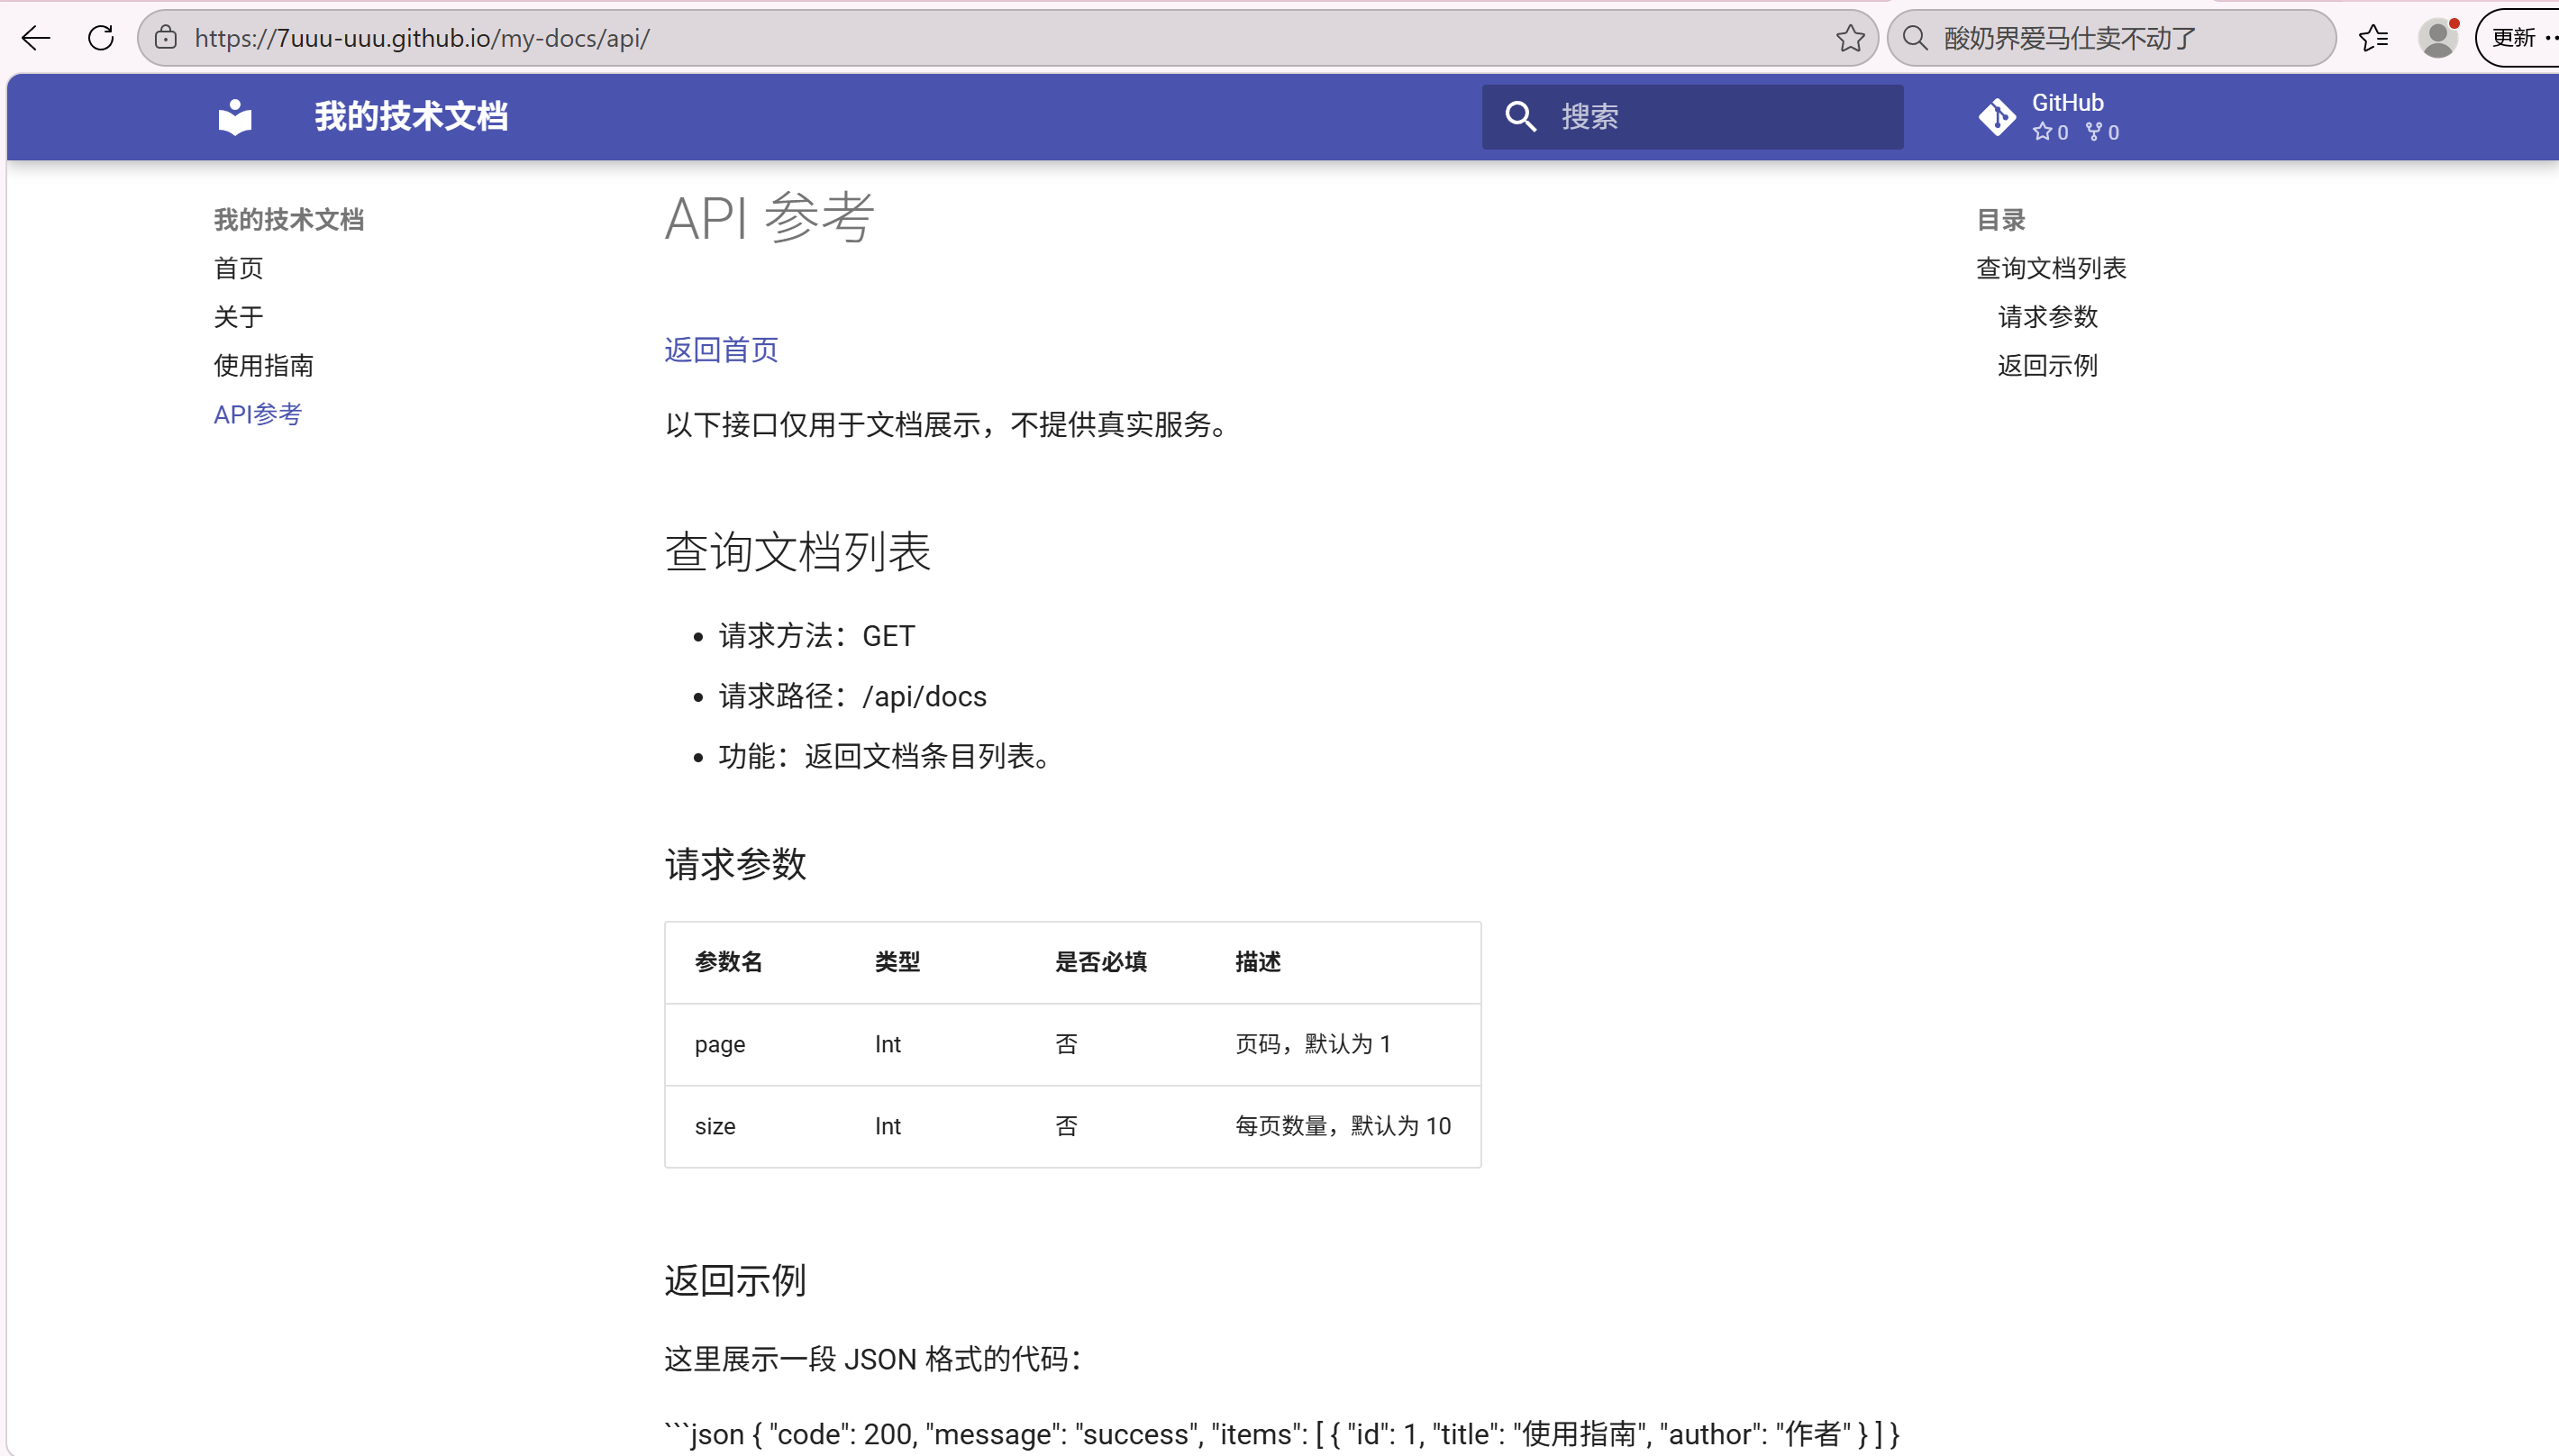 https://7uuu-uuu.github.io/my-docs/api/
酸奶界爱马仕卖不动了
更新
我的技术文档
搜索
GitHub
0 0
我的技术文档
首页
关于
使用指南
API参考
API 参考
返回首页
以下接口仅用于文档展示，不提供真实服务。
查询文档列表
• 请求方法：GET
• 请求路径：/api/docs
• 功能：返回文档条目列表。
请求参数
参数名 类型 是否必填 描述
page Int 否 页码，默认为 1
size Int 否 每页数量，默认为 10
返回示例
这里展示一段 JSON 格式的代码：
```json { "code": 200, "message": "success", "items": [ { "id": 1, "title": "使用指南", "author": "作者" } ] }
目录
查询文档列表
请求参数
返回示例